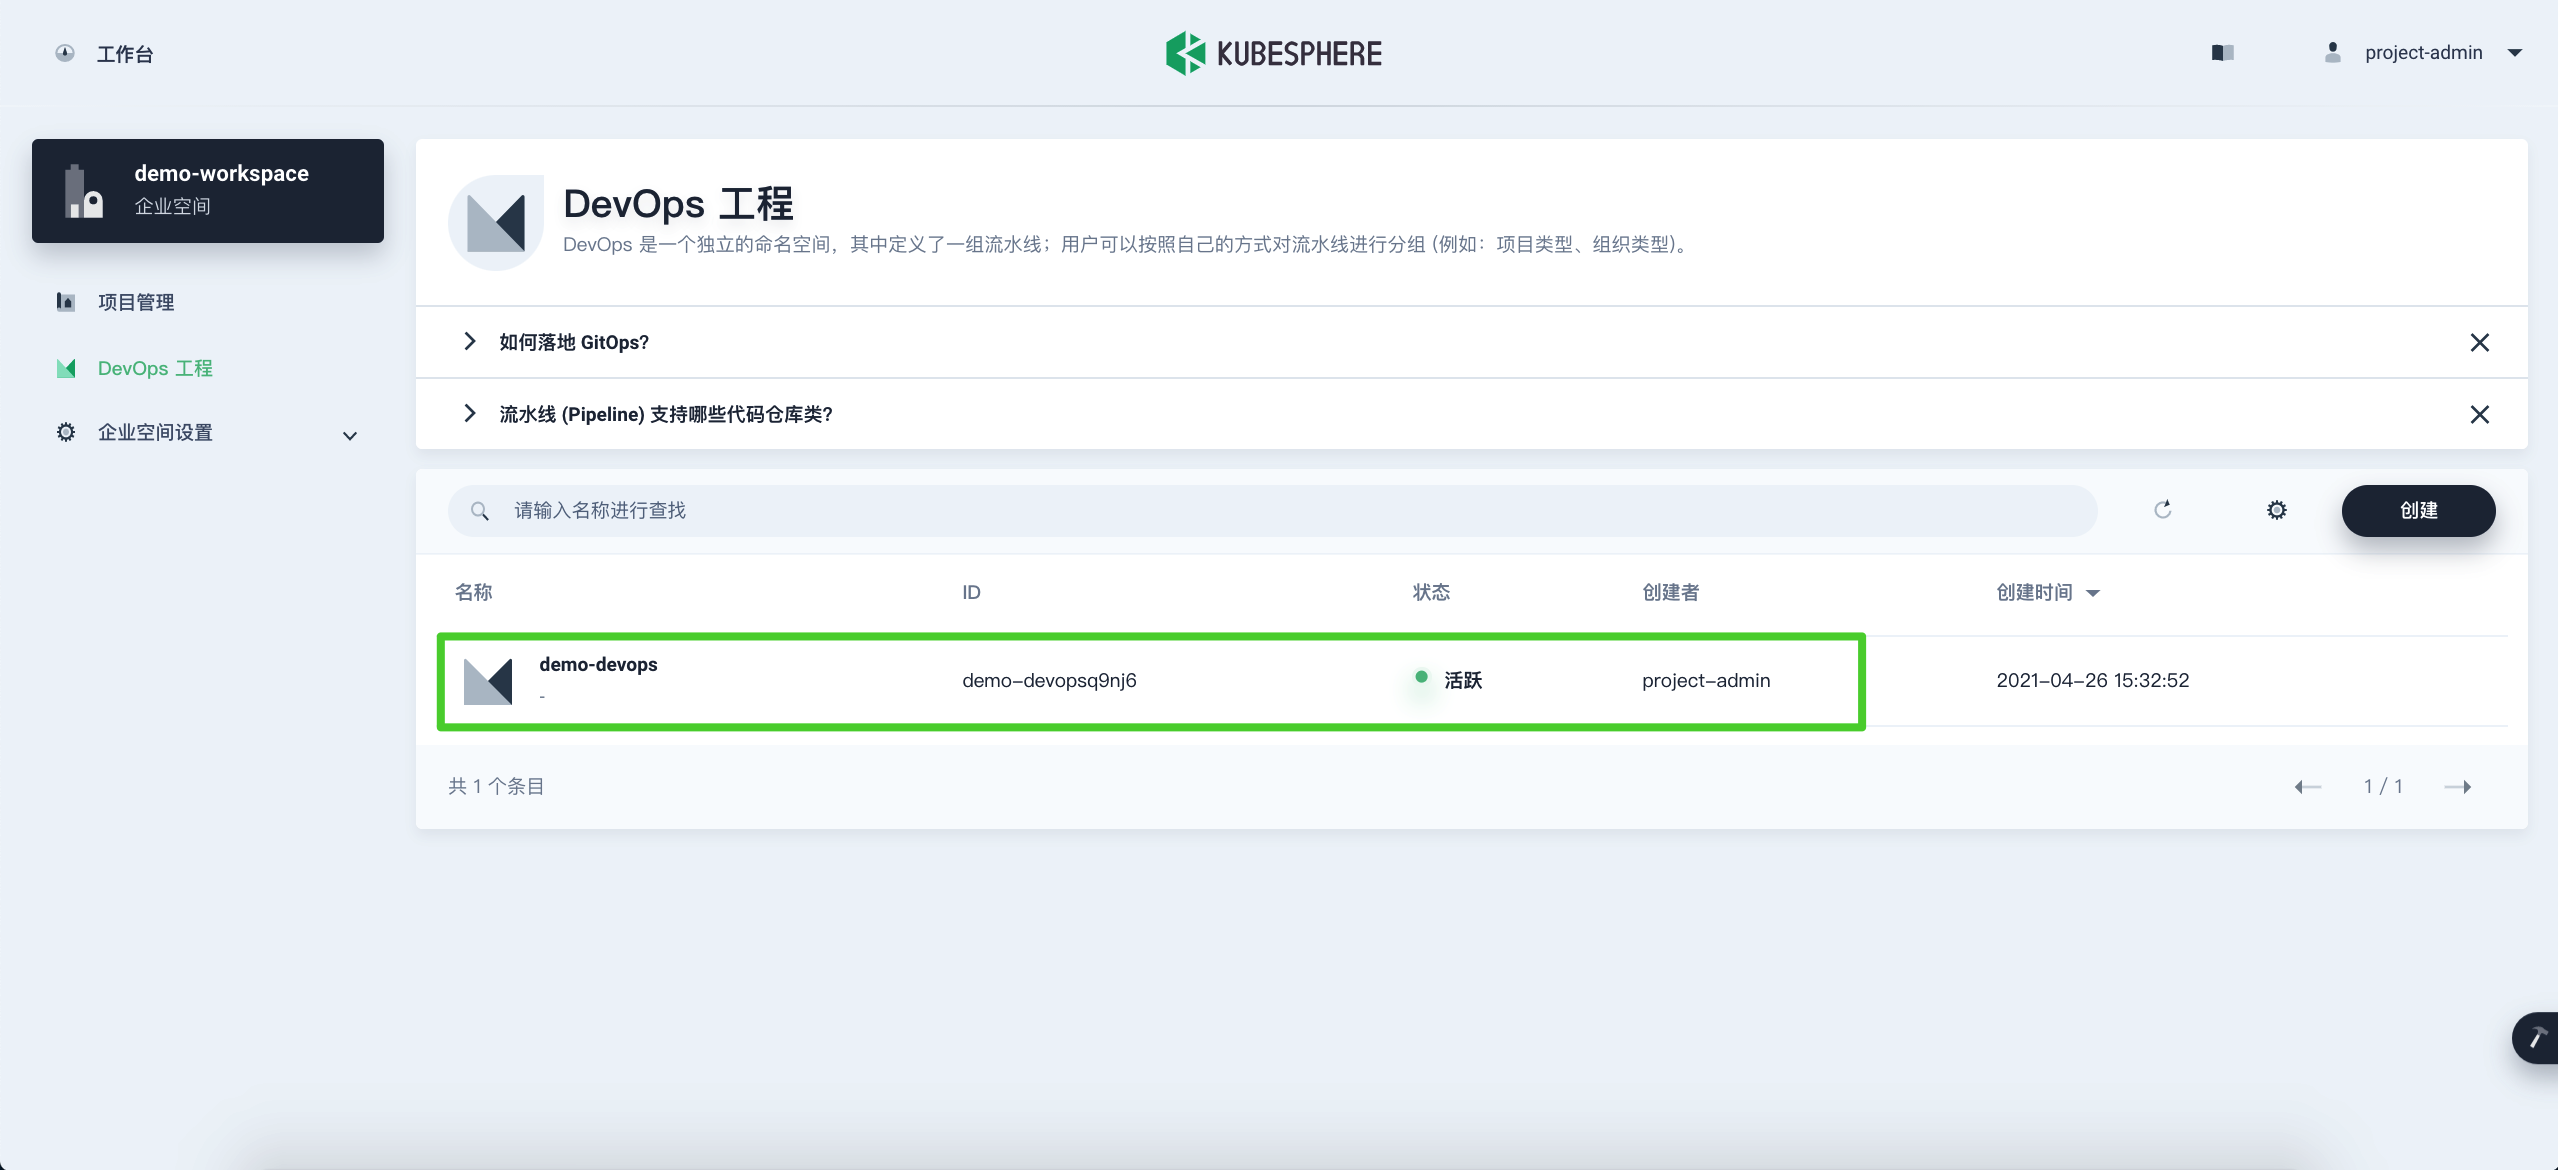 工作台
KUBESPHERE
project-admin
demo-workspace
企业空间
项目管理
DevOps 工程
企业空间设置
DevOps 工程
DevOps 是一个独立的命名空间，其中定义了一组流水线；用户可以按照自己的方式对流水线进行分组 (例如：项目类型、组织类型)。
如何落地 GitOps?
流水线 (Pipeline) 支持哪些代码仓库类?
请输入名称进行查找
创建
名称 ID 状态 创建者 创建时间
demo-devops
-
demo-devopsq9nj6 活跃 project-admin 2021-04-26 15:32:52
共 1 个条目
1 / 1